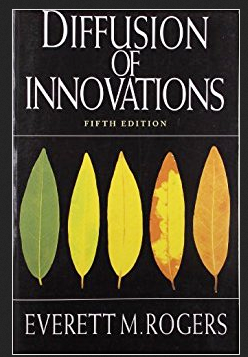 DIFFUSION
OF
INNOVATIONS
FIFTH EDITION
EVERETT M. ROGERS